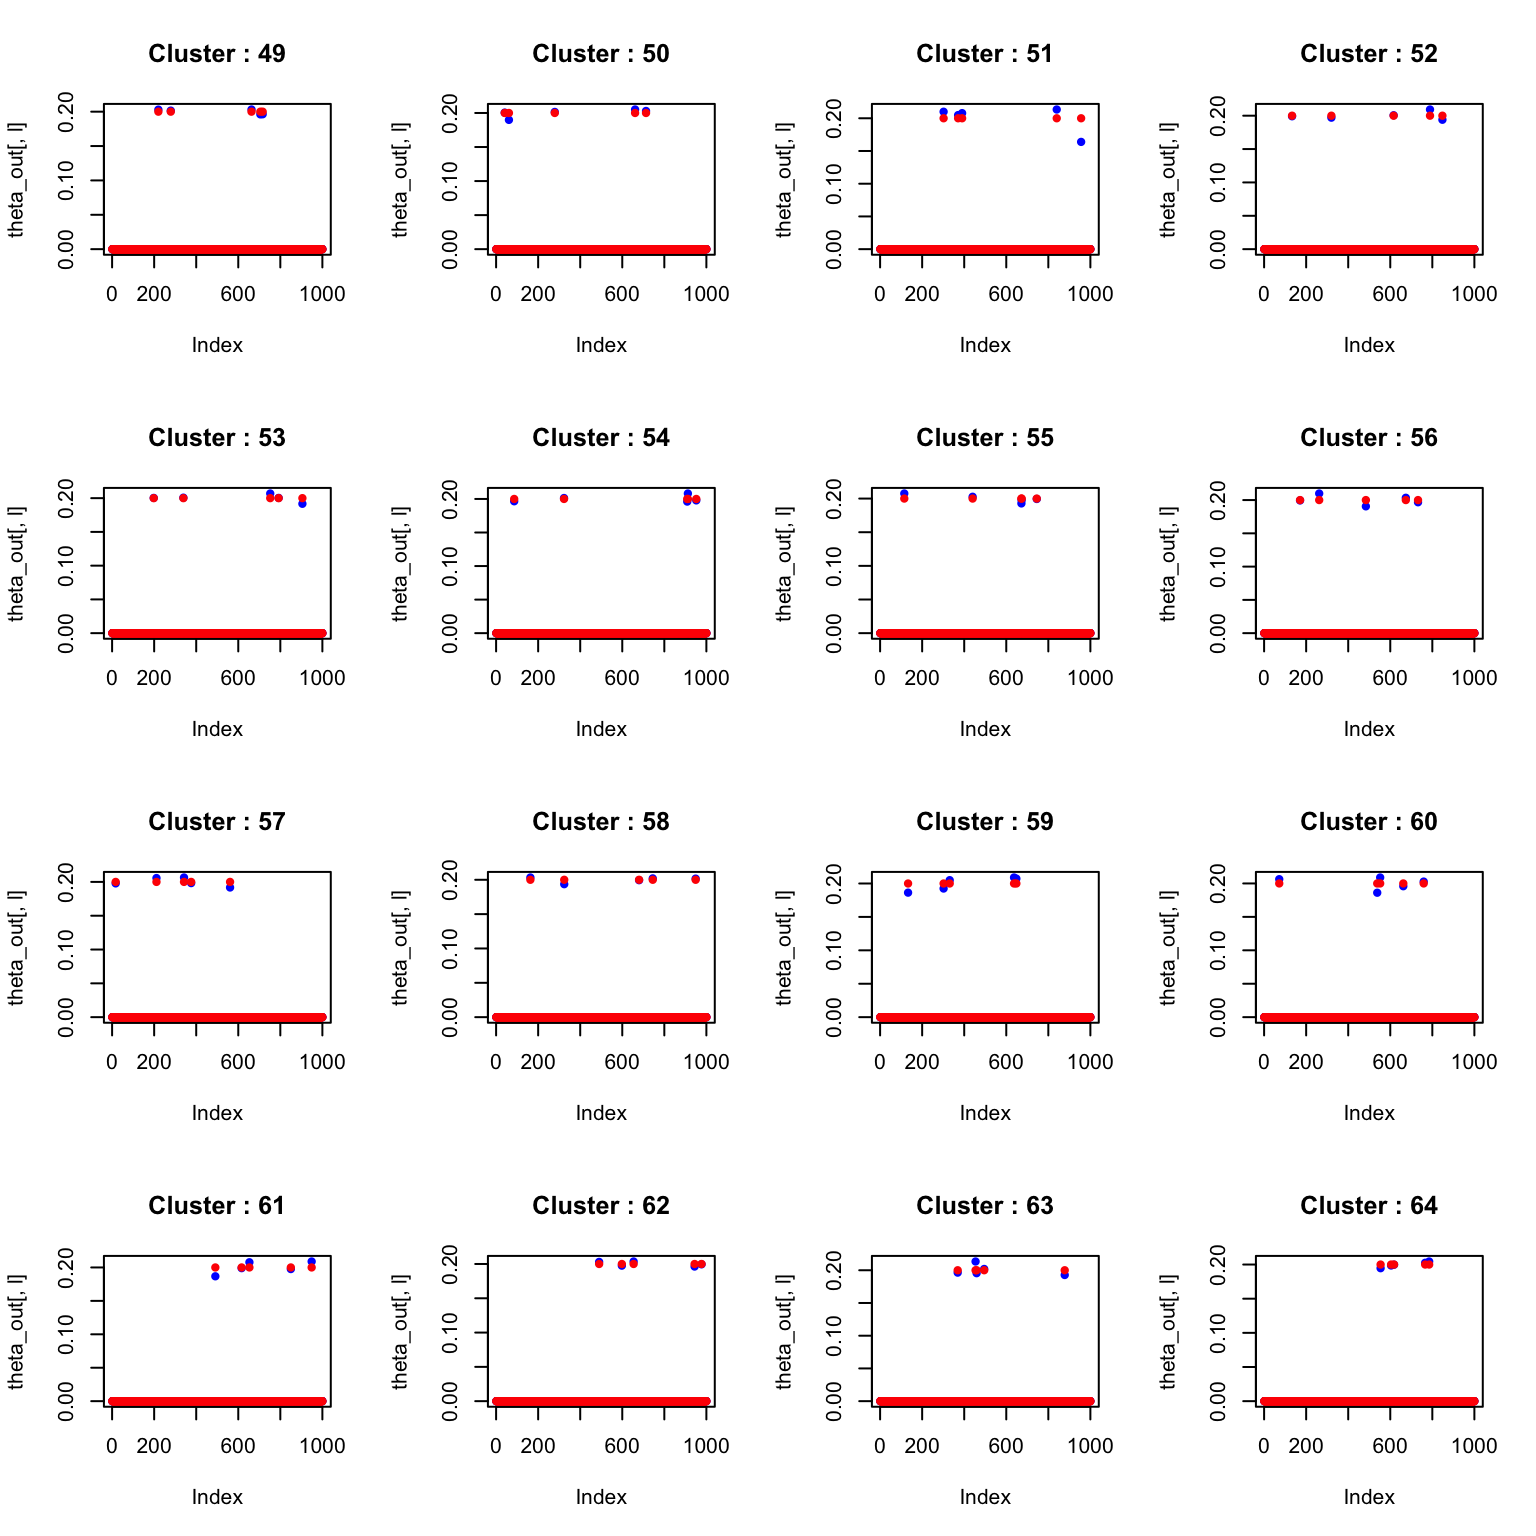 Cluster : 49
theta_out[, l]
0.00 0.10 0.20
0 200 600 1000
Index
Cluster : 50
theta_out[, l]
0.00 0.10 0.20
0 200 600 1000
Index
Cluster : 51
theta_out[, l]
0.00 0.10 0.20
0 200 600 1000
Index
Cluster : 52
theta_out[, l]
0.00 0.10 0.20
0 200 600 1000
Index
Cluster : 53
theta_out[, l]
0.00 0.10 0.20
0 200 600 1000
Index
Cluster : 54
theta_out[, l]
0.00 0.10 0.20
0 200 600 1000
Index
Cluster : 55
theta_out[, l]
0.00 0.10 0.20
0 200 600 1000
Index
Cluster : 56
theta_out[, l]
0.00 0.10 0.20
0 200 600 1000
Index
Cluster : 57
theta_out[, l]
0.00 0.10 0.20
0 200 600 1000
Index
Cluster : 58
theta_out[, l]
0.00 0.10 0.20
0 200 600 1000
Index
Cluster : 59
theta_out[, l]
0.00 0.10 0.20
0 200 600 1000
Index
Cluster : 60
theta_out[, l]
0.00 0.10 0.20
0 200 600 1000
Index
Cluster : 61
theta_out[, l]
0.00 0.10 0.20
0 200 600 1000
Index
Cluster : 62
theta_out[, l]
0.00 0.10 0.20
0 200 600 1000
Index
Cluster : 63
theta_out[, l]
0.00 0.10 0.20
0 200 600 1000
Index
Cluster : 64
theta_out[, l]
0.00 0.10 0.20
0 200 600 1000
Index